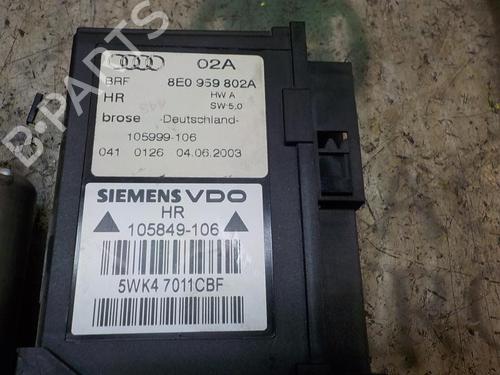 02A
BRF 8E0 959 802A
HR HW A
SW:5.0
brose -Deutschland-
105999-106
041 0126 04.06.2003
SIEMENS VDO
HR
105849-106
5WK4 7011CBF
B-PARTS